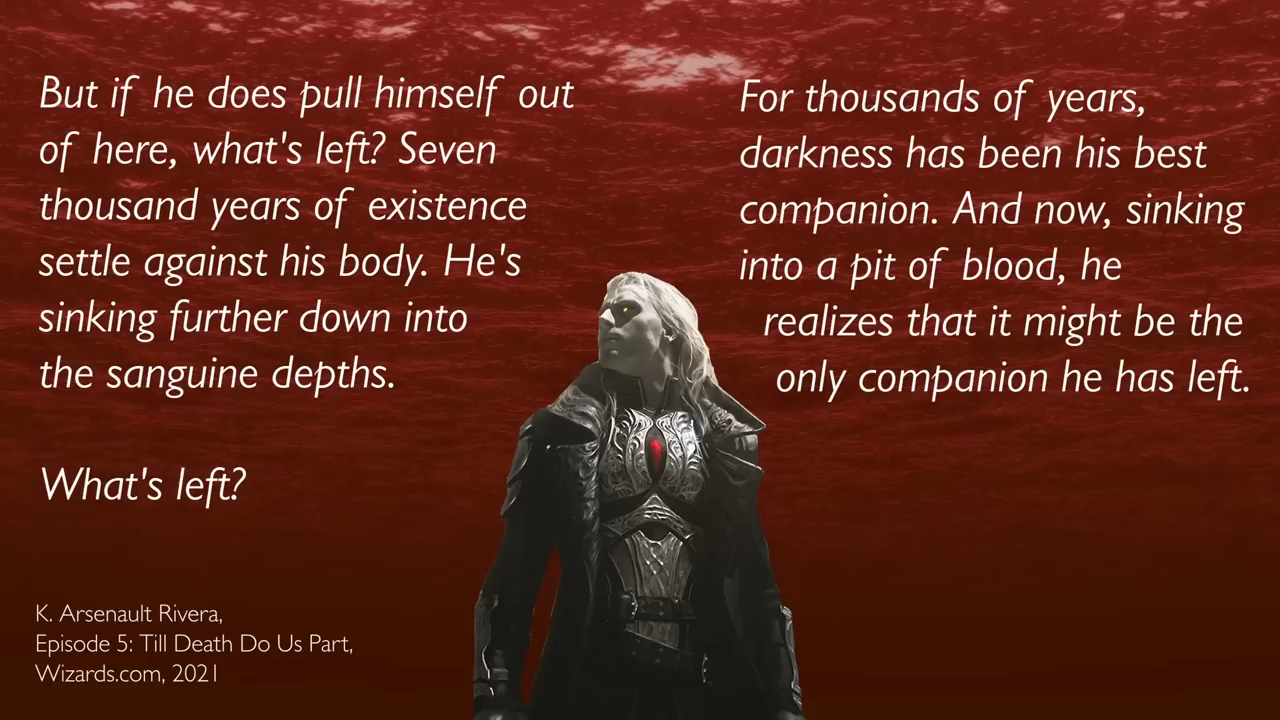 But if he does pull himself out
of here, what's left? Seven
thousand years of existence
settle against his body. He's
sinking further down into
the sanguine depths.
What's left?
For thousands of years,
darkness has been his best
companion. And now, sinking
into a pit of blood, he
realizes that it might be the
only companion he has left.
K. Arsenault Rivera,
Episode 5: Till Death Do Us Part,
Wizards.com, 2021